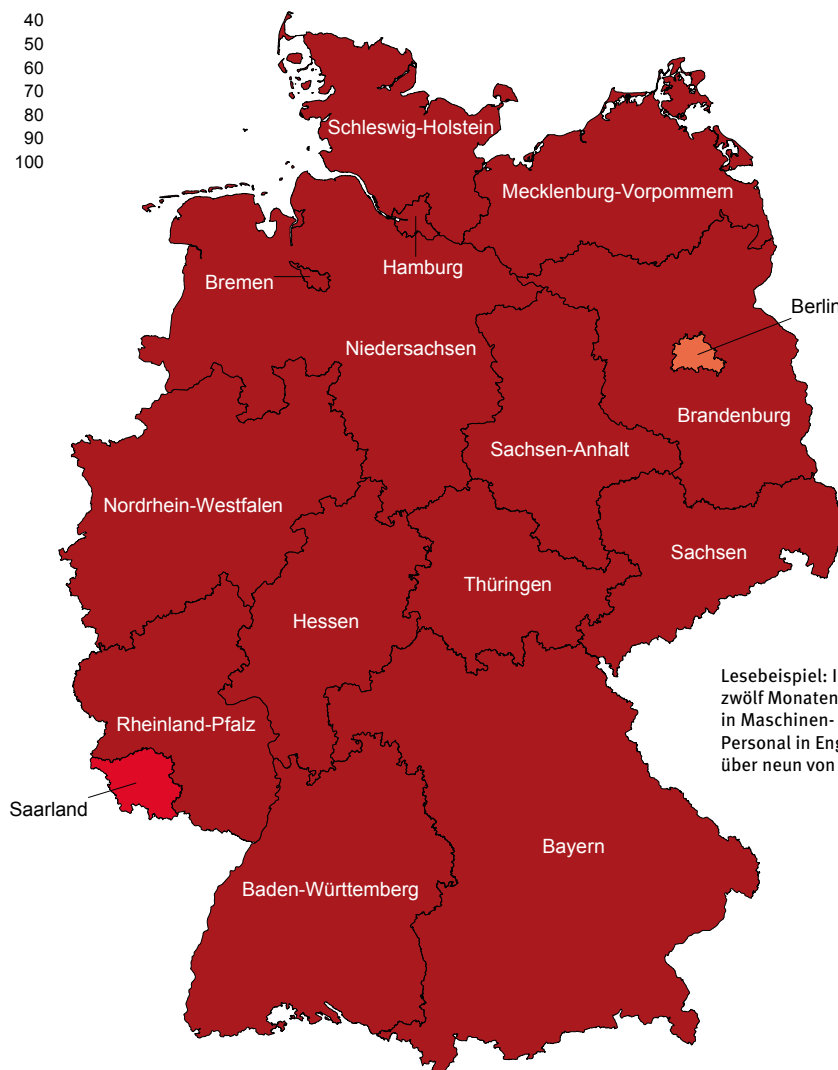 40
50
60
70
80
90
100
Schleswig-Holstein
Mecklenburg-Vorpommern
Hamburg
Bremen
Berlin
Niedersachsen
Brandenburg
Sachsen-Anhalt
Nordrhein-Westfalen
Sachsen
Thüringen
Hessen
Lesebeispiel:
zwölf Monaten
in Maschinen-
Personal in
über neun von
Rheinland-Pfalz
Saarland
Bayern
Baden-Württemberg